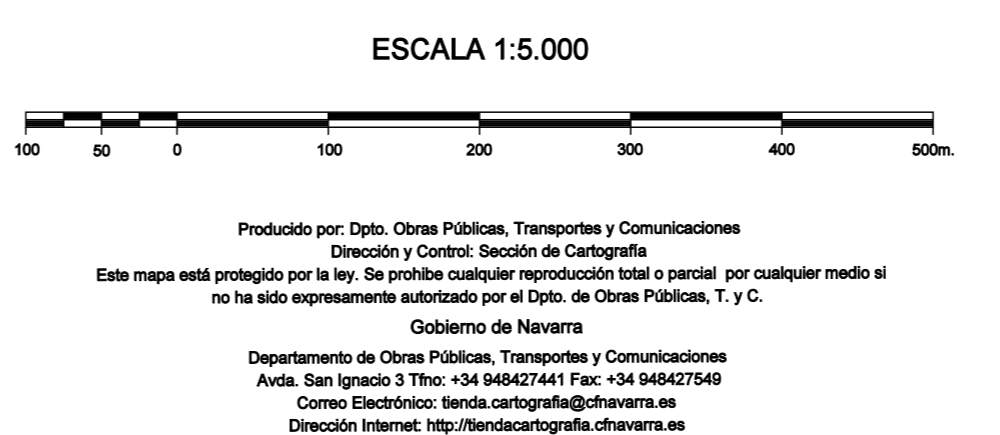 ESCALA 1:5.000
100 50 0 100 200 300 400 500m.
Producido por: Dpto. Obras Públicas, Transportes y Comunicaciones
Dirección y Control: Sección de Cartografía
Este mapa está protegido por la ley. Se prohibe cualquier reproducción total o parcial por cualquier medio si
no ha sido expresamente autorizado por el Dpto. de Obras Públicas, T. y C.
Gobierno de Navarra
Departamento de Obras Públicas, Transportes y Comunicaciones
Avda. San Ignacio 3 Tfno: +34 948427441 Fax: +34 948427549
Correo Electrónico: tienda.cartografia@cfnavarra.es
Dirección Internet: http://tiendacartografia.cfnavarra.es